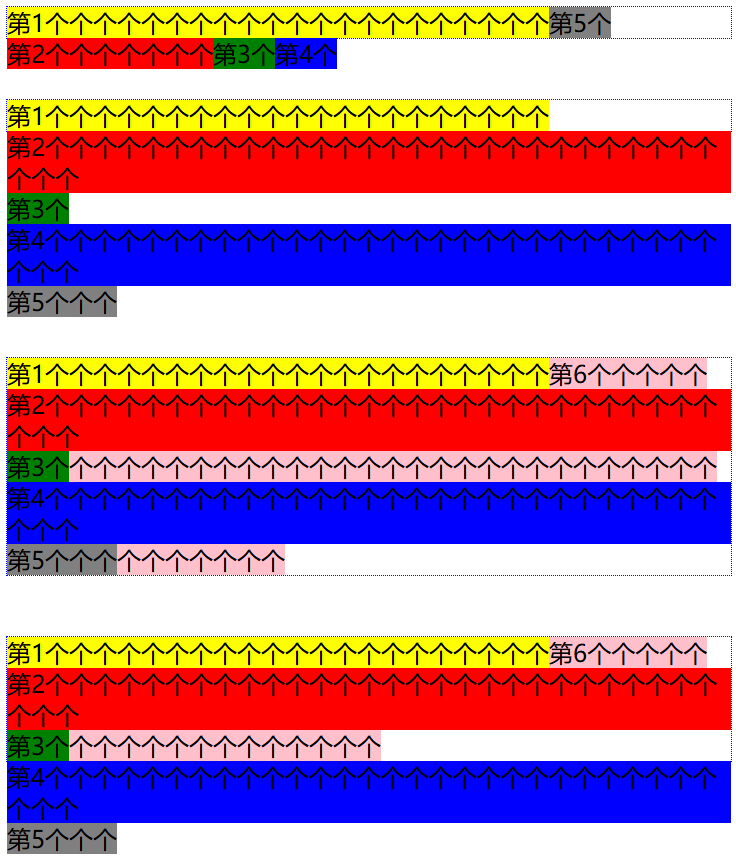 第1个个个个个个个个个个个个个个个个个个个个个第5个
第2个个个个个个个第3个第4个
第1个个个个个个个个个个个个个个个个个个个个个
第2个个个个个个个个个个个个个个个个个个个个个个个个个个个个
个个个
第3个
第4个个个个个个个个个个个个个个个个个个个个个个个个个个个个
个个个
第5个个个
第1个个个个个个个个个个个个个个个个个个个个个第6个个个个个
第2个个个个个个个个个个个个个个个个个个个个个个个个个个个个
个个个
第3个个个个个个个个个个个个个个个个个个个个个个个个个个个个
第4个个个个个个个个个个个个个个个个个个个个个个个个个个个个
个个个
第5个个个个个个个个个个
第1个个个个个个个个个个个个个个个个个个个个个第6个个个个个
第2个个个个个个个个个个个个个个个个个个个个个个个个个个个个
个个个
第3个个个个个个个个个个个个个个
第4个个个个个个个个个个个个个个个个个个个个个个个个个个个个
个个个
第5个个个